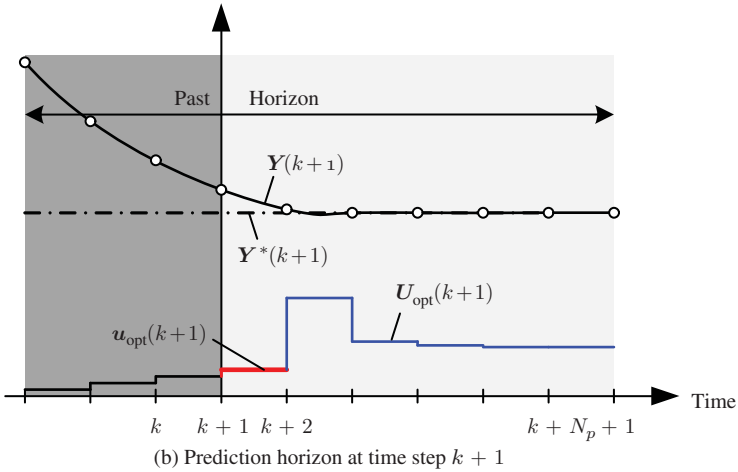 Past Horizon
Y(k+1)
Y*(k+1)
U_opt(k+1)
u_opt(k+1)
Time
k k + 1 k + 2 k + N_p + 1
(b) Prediction horizon at time step k + 1